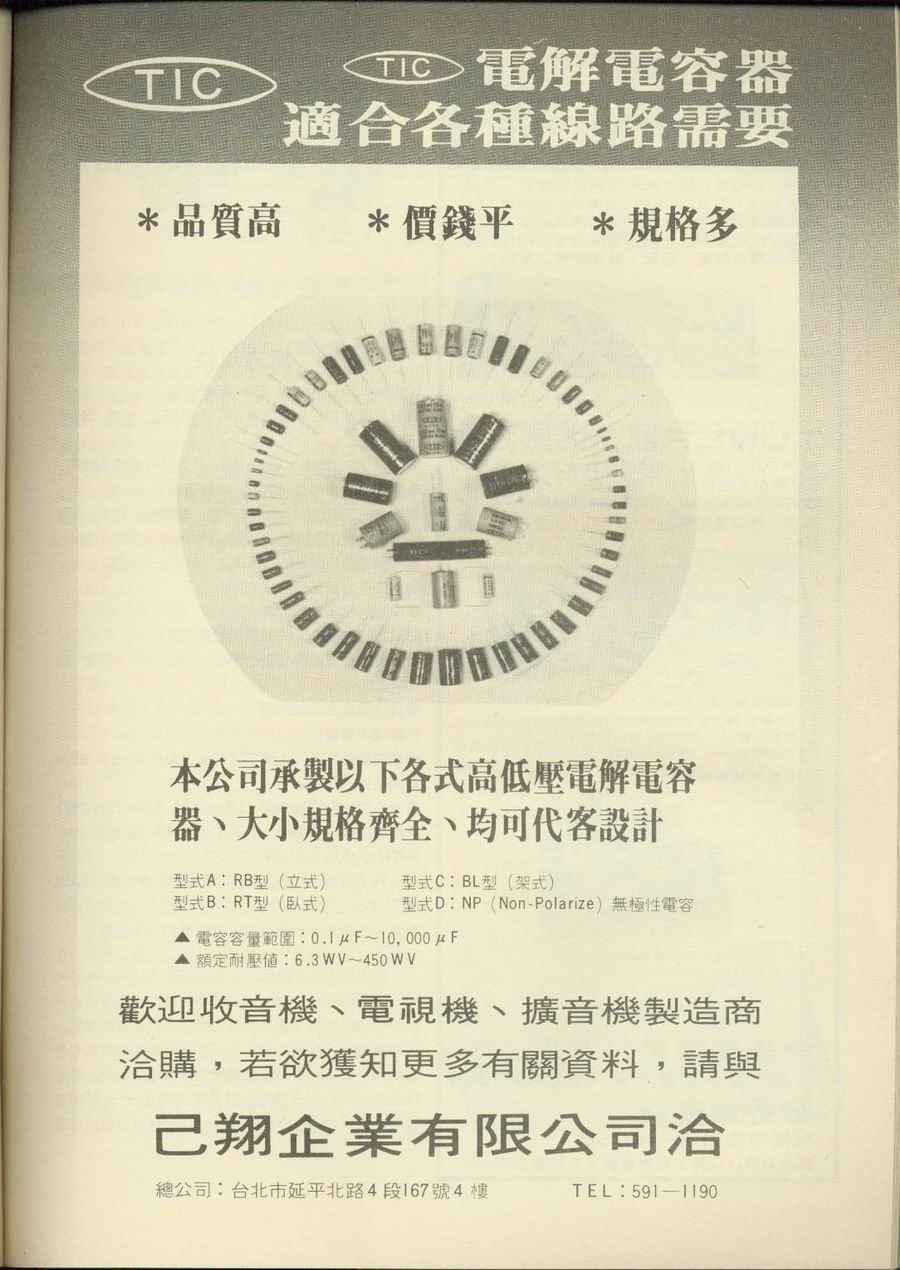 TIC
TIC 電解電容器
適合各種線路需要
＊品質高 ＊價錢平 ＊規格多
本公司承製以下各式高低壓電解電容
器、大小規格齊全、均可代客設計
型式A：RB型（立式） 型式C：BL型（架式）
型式B：RT型（臥式） 型式D：NP（Non-Polarize）無極性電容
▲電容容量範圍：0.1μF～10,000μF
▲額定耐壓值：6.3WV～450WV
歡迎收音機、電視機、擴音機製造商
洽購，若欲獲知更多有關資料，請與
己翔企業有限公司洽
總公司：台北市延平北路4段167號4樓 TEL：591—1190